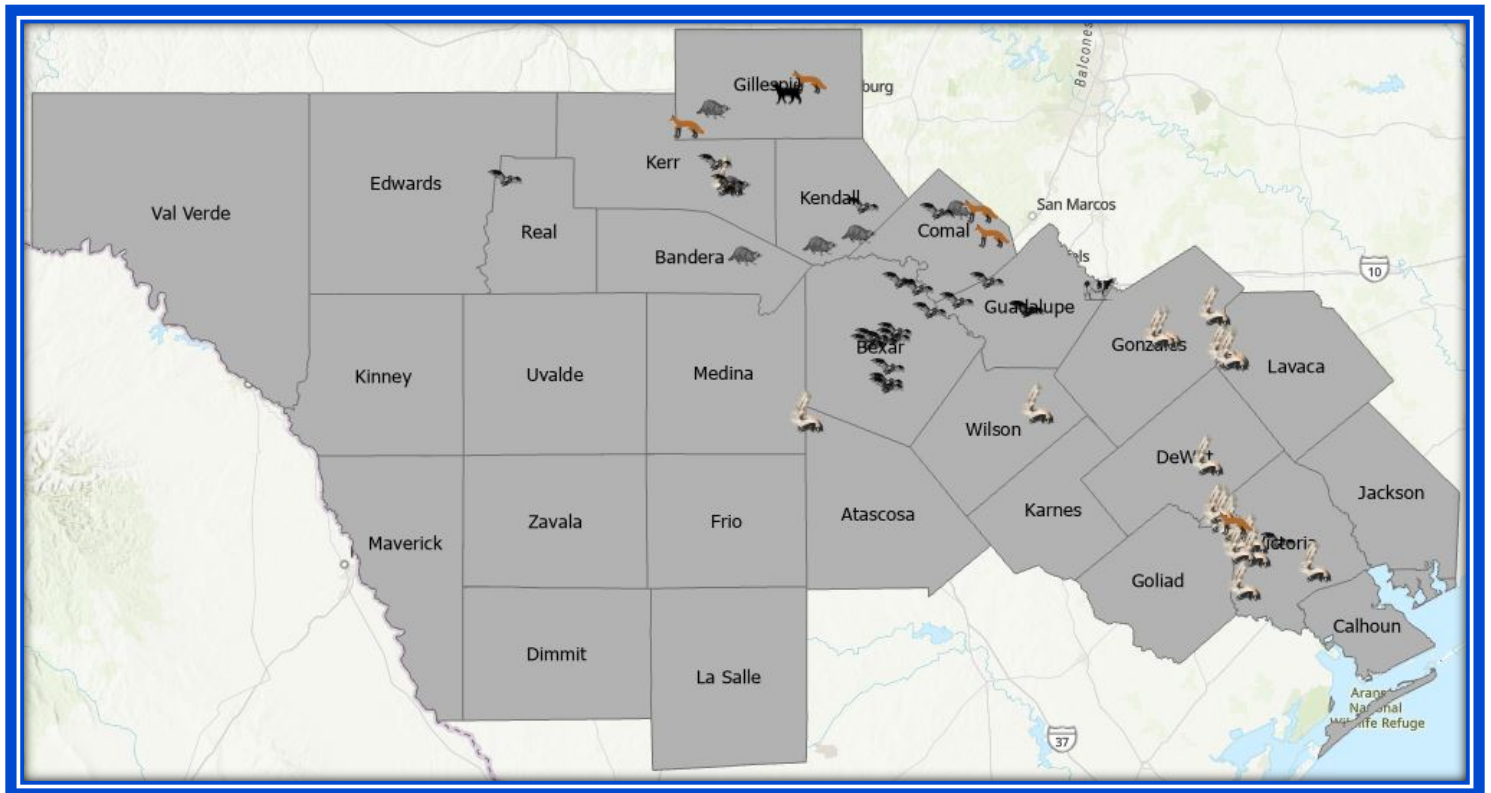 Balcones
Gillespie
burg
Kerr
Edwards
Val Verde
Kendall
San Marcos
Real
Comal
Bandera
els
10
Guadalupe
Gonzales
Bexar
Lavaca
Kinney
Uvalde
Medina
Wilson
DeWitt
Jackson
Karnes
Atascosa
Zavala
Frio
Maverick
Victoria
Goliad
Calhoun
Dimmit
La Salle
Aransas
National
Wildlife Refuge
37